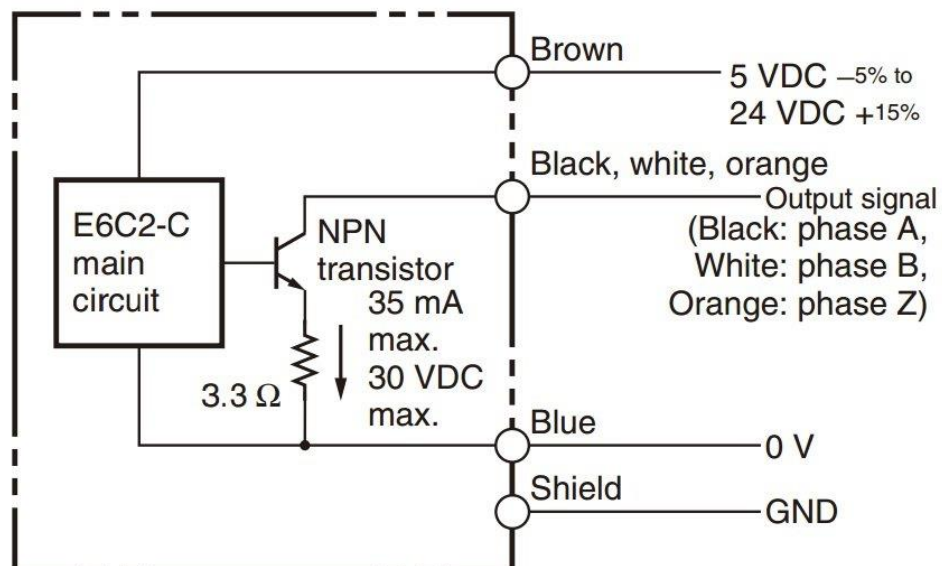 Brown
5 VDC –5% to
24 VDC +15%
Black, white, orange
Output signal
(Black: phase A,
White: phase B,
Orange: phase Z)
E6C2-C
main
circuit
NPN
transistor
35 mA
max.
30 VDC
max.
3.3 Ω
Blue
0 V
Shield
GND